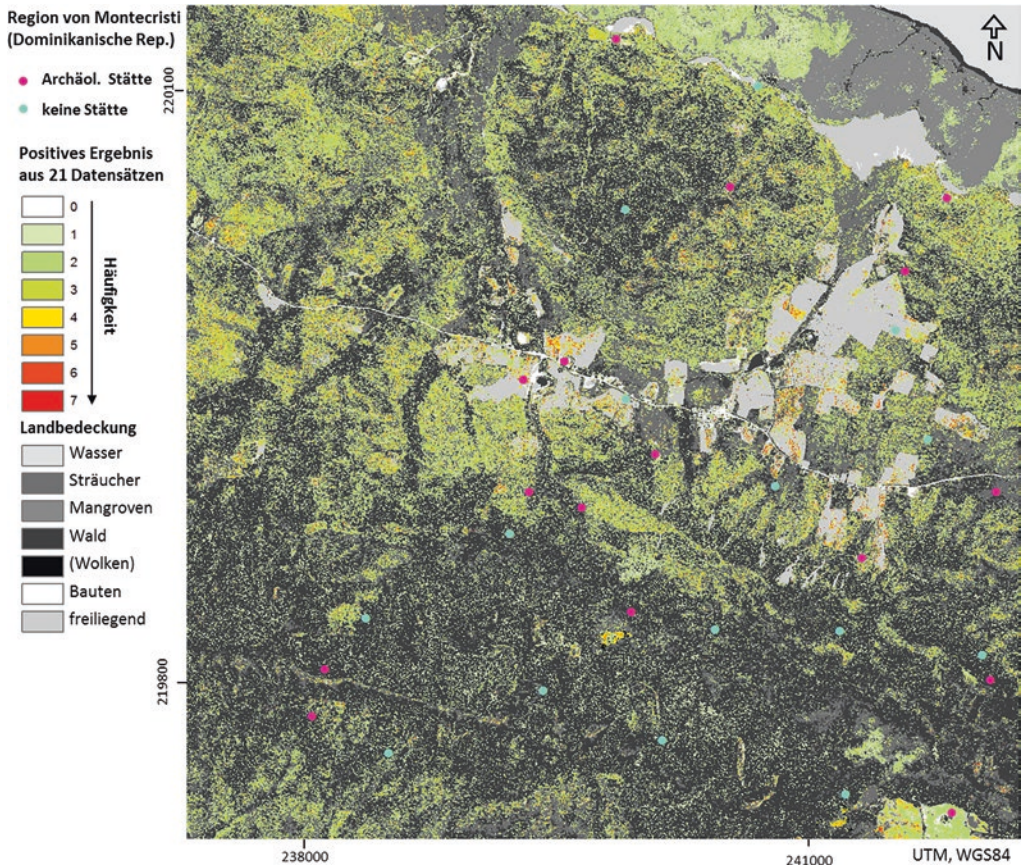 Region von Montecristi
(Dominikanische Rep.)
Archäol. Stätte
keine Stätte
Positives Ergebnis
aus 21 Datensätzen
0
1
2
3
4
5
6
7
Häufigkeit
Landbedeckung
Wasser
Sträucher
Mangroven
Wald
(Wolken)
Bauten
freiliegend
N
220100
219800
238000
241000
UTM, WGS84